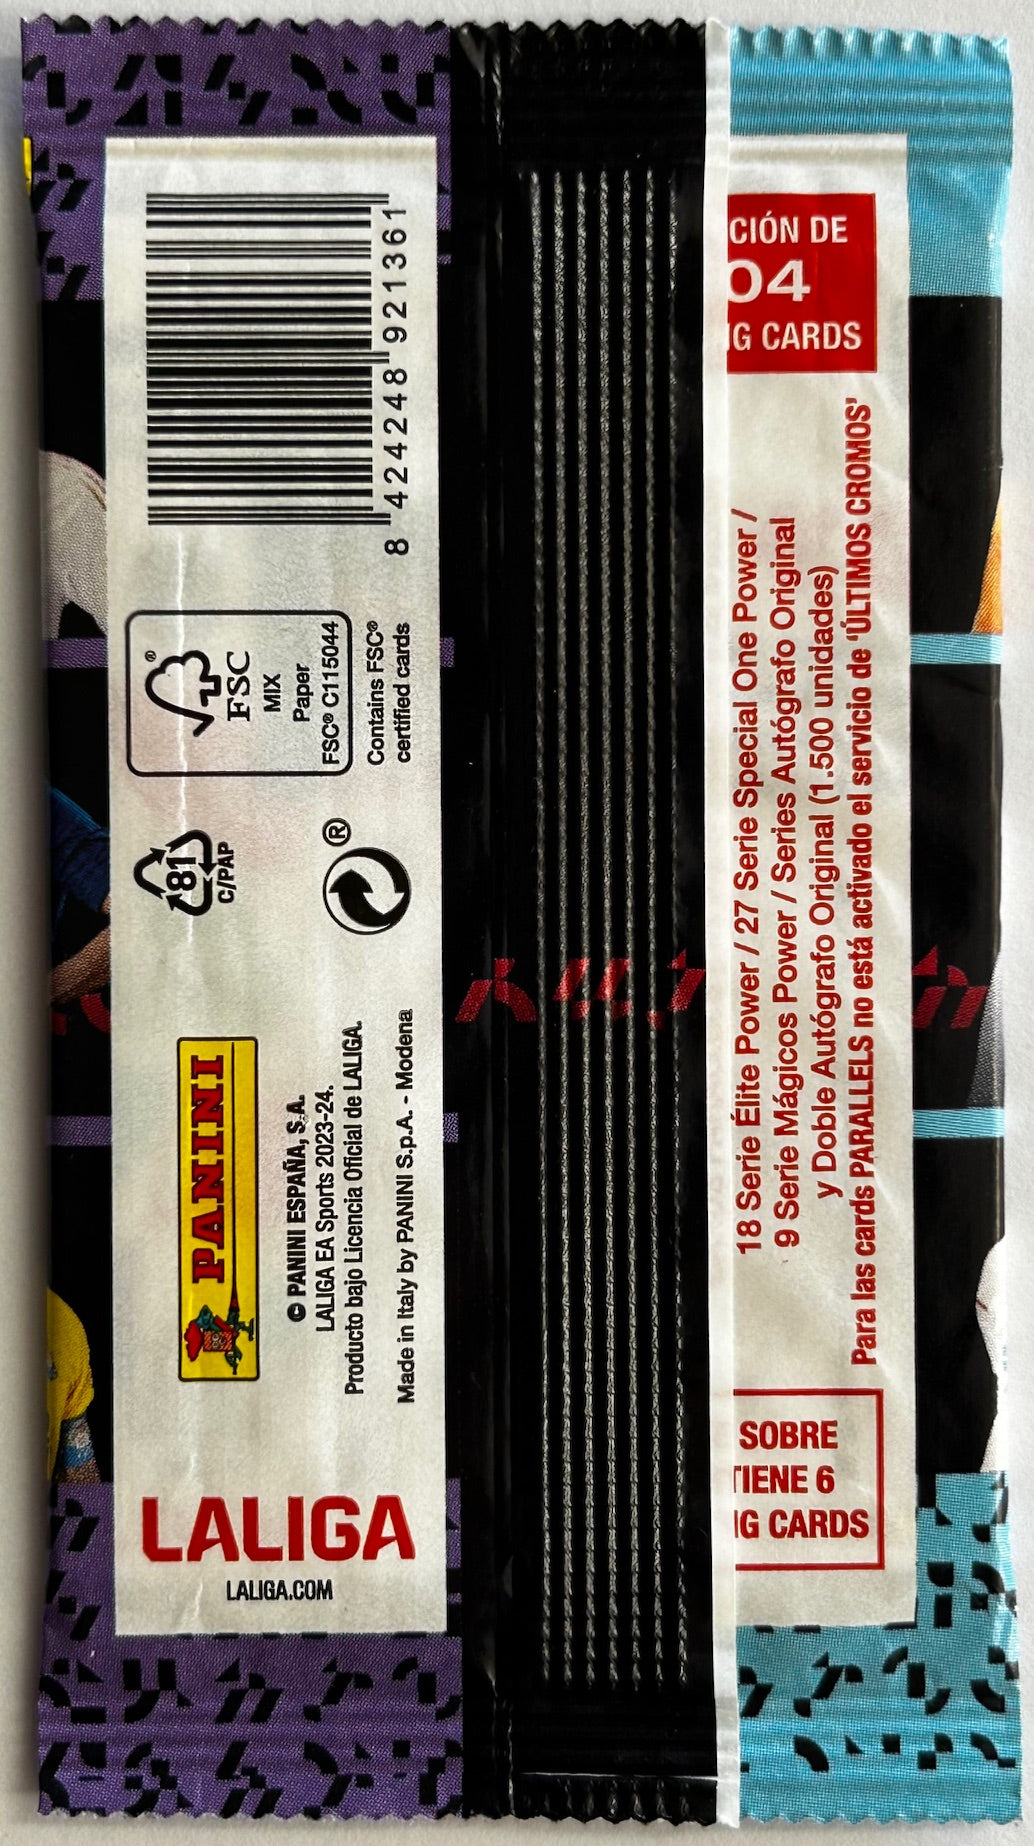 8 424248 921361
®
FSC
MIX
Paper
FSC® C115044
Contains FSC®
certified cards
81
C/PAP
®
PANINI
© PANINI ESPAÑA, S.A.
LALIGA EA Sports 2023-24.
Producto bajo Licencia Oficial de LALIGA.
Made in Italy by PANINI S.p.A. - Modena
LALIGA
LALIGA.COM
CIÓN DE
04
G CARDS
18 Serie Élite Power / 27 Serie Special One Power /
9 Serie Mágicos Power / Series Autógrafo Original
y Doble Autógrafo Original (1.500 unidades)
Para las cards PARALLELS no está activado el servicio de 'ÚLTIMOS CROMOS'
SOBRE
TIENE 6
G CARDS